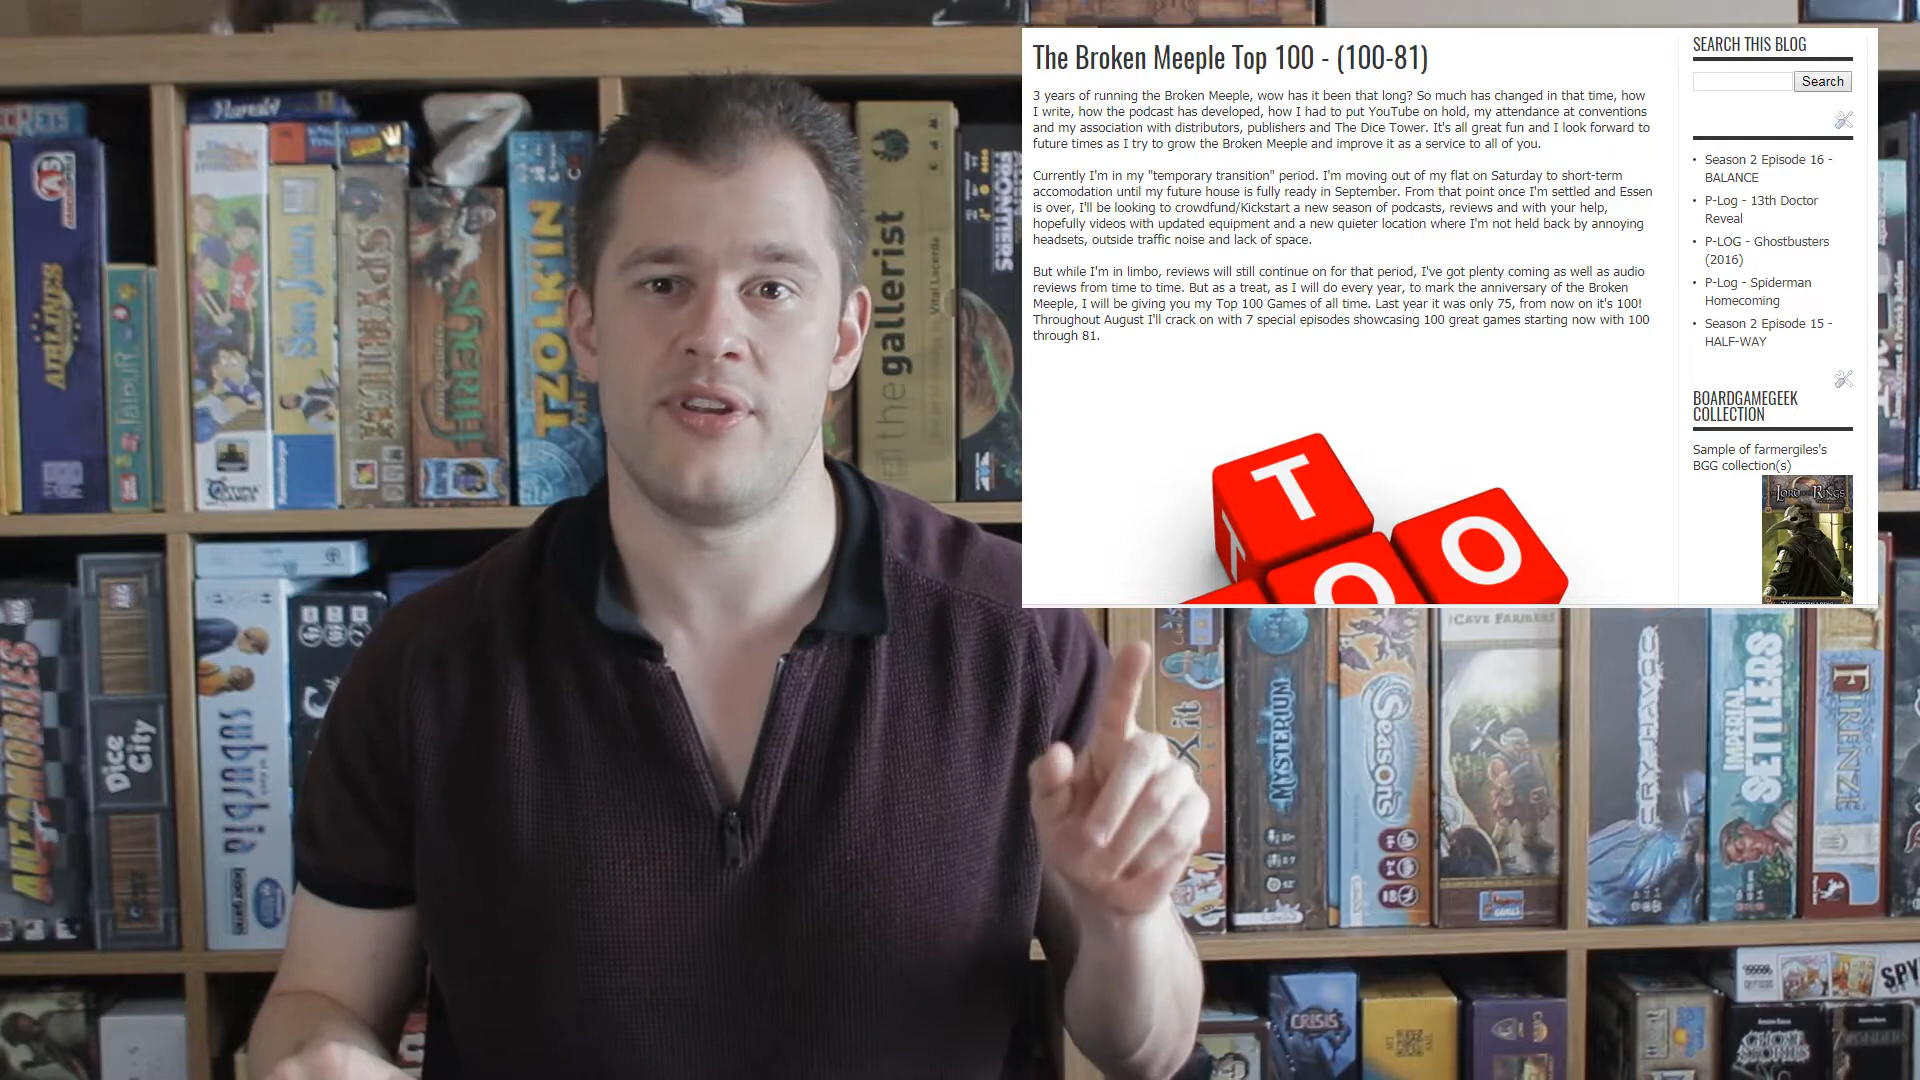 The Broken Meeple Top 100 - (100-81)
3 years of running the Broken Meeple, wow has it been that long? So much has changed in that time, how
I write, how the podcast has developed, how I had to put YouTube on hold, my attendance at conventions
and my association with distributors, publishers and The Dice Tower. It's all great fun and I look forward to
future times as I try to grow the Broken Meeple and improve it as a service to all of you.
Currently I'm in my "temporary transition" period. I'm moving out of my flat on Saturday to short-term
accomodation until my future house is fully ready in September. From that point once I'm settled and Essen
is over, I'll be looking to crowdfund/Kickstart a new season of podcasts, reviews and with your help,
hopefully videos with updated equipment and a new quieter location where I'm not held back by annoying
headsets, outside traffic noise and lack of space.
But while I'm in limbo, reviews will still continue on for that period, I've got plenty coming as well as audio
reviews from time to time. But as a treat, as I will do every year, to mark the anniversary of the Broken
Meeple, I will be giving you my Top 100 Games of all time. Last year it was only 75, from now on it's 100!
Throughout August I'll crack on with 7 special episodes showcasing 100 great games starting now with 100
through 81.
T
O
O
SEARCH THIS BLOG
Search
• Season 2 Episode 16 -
BALANCE
• P-Log - 13th Doctor
Reveal
• P-LOG - Ghostbusters
(2016)
• P-Log - Spiderman
Homecoming
• Season 2 Episode 15 -
HALF-WAY
BOARDGAMEGEEK
COLLECTION
Sample of farmergiles's
BGG collection(s)
Hanabi
AIRLINES
JAIPUR
SPYRIUM
TZOLKIN
the gallerist
Vital Lacerda
AUTOMOBILES
Dice
City
suburbia
MYSTERIUM
Seasons
CAVE FARMERS
CRY HAVOC
IMPERIAL
SETTLERS
FIRENZE
CRISIS
GHOST
STORIES